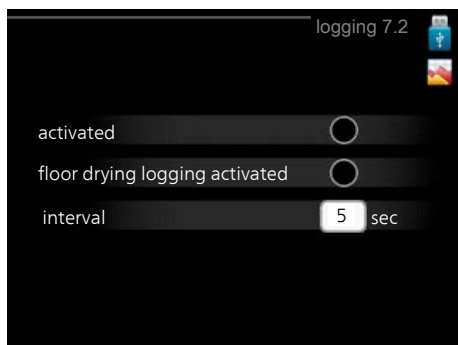 logging 7.2
activated
floor drying logging activated
interval 5 sec